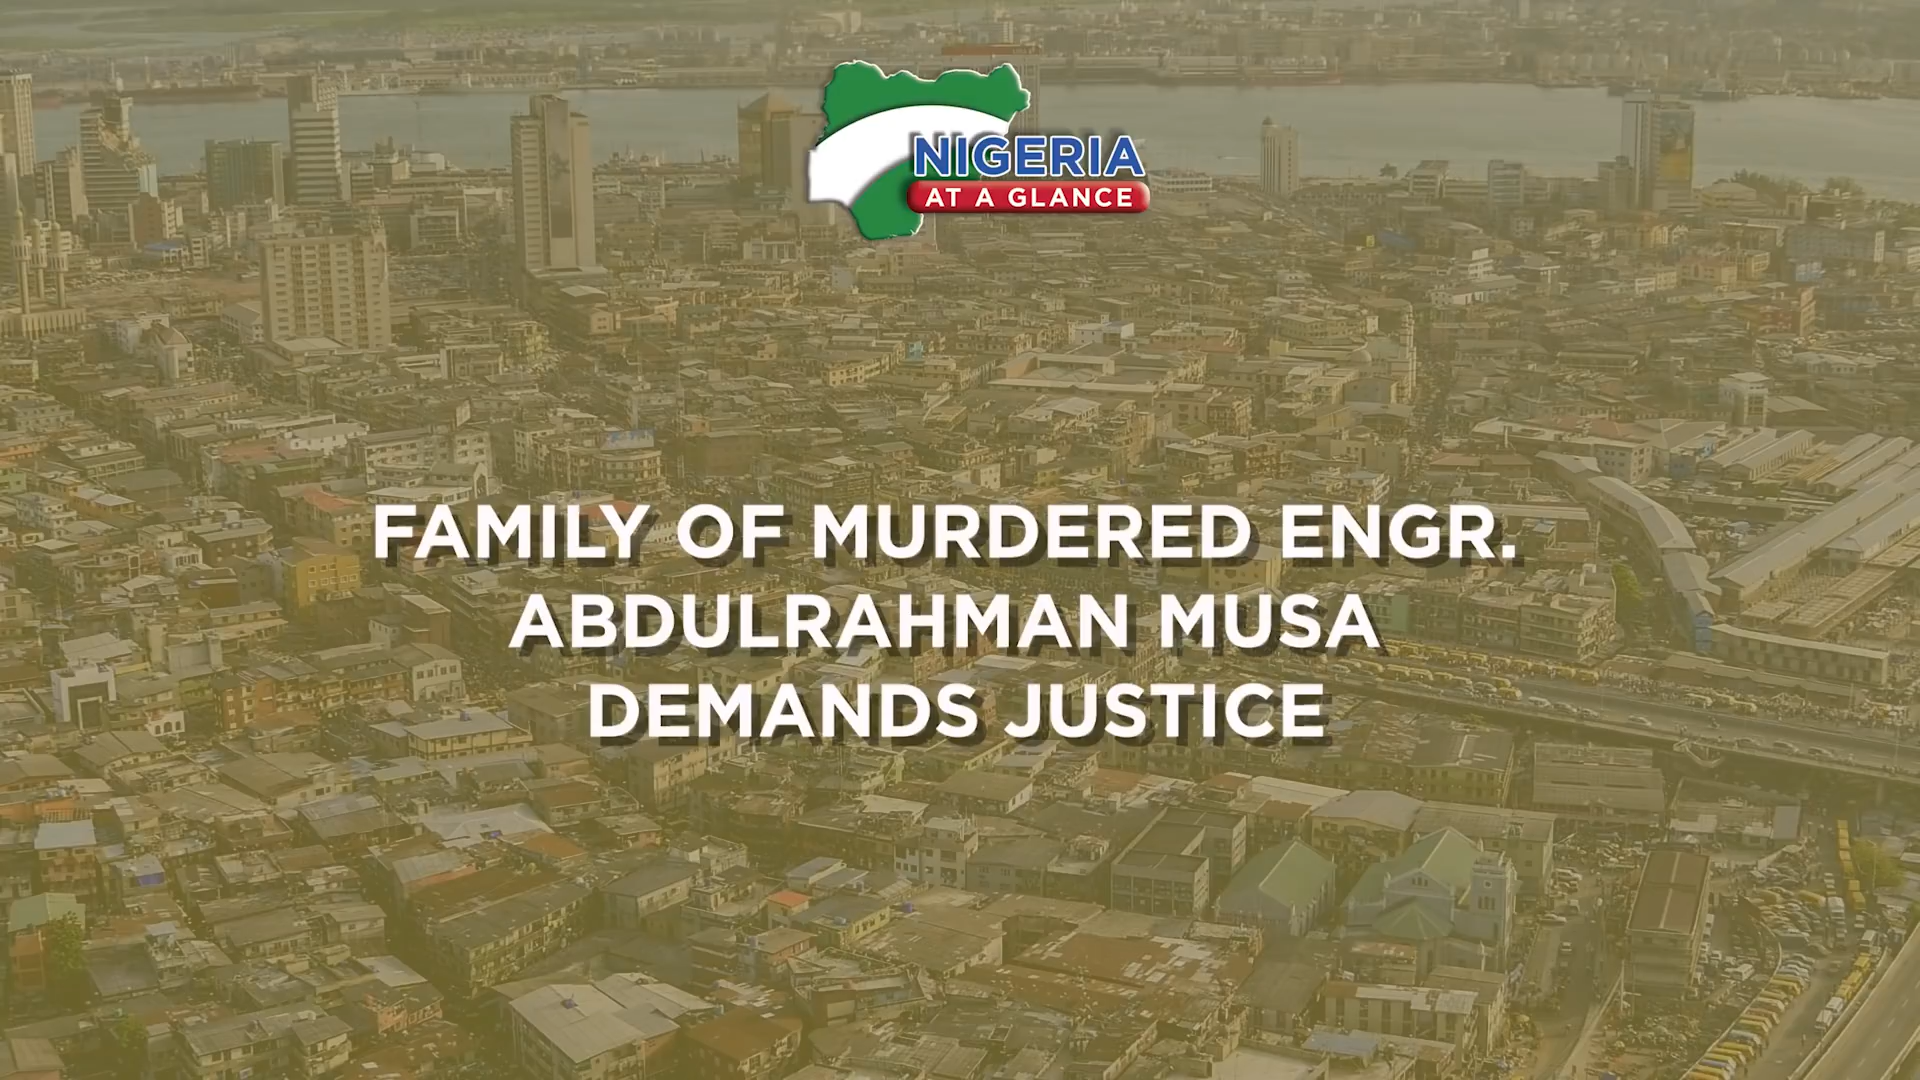 NIGERIA
AT A GLANCE
FAMILY OF MURDERED ENGR.
ABDULRAHMAN MUSA
DEMANDS JUSTICE